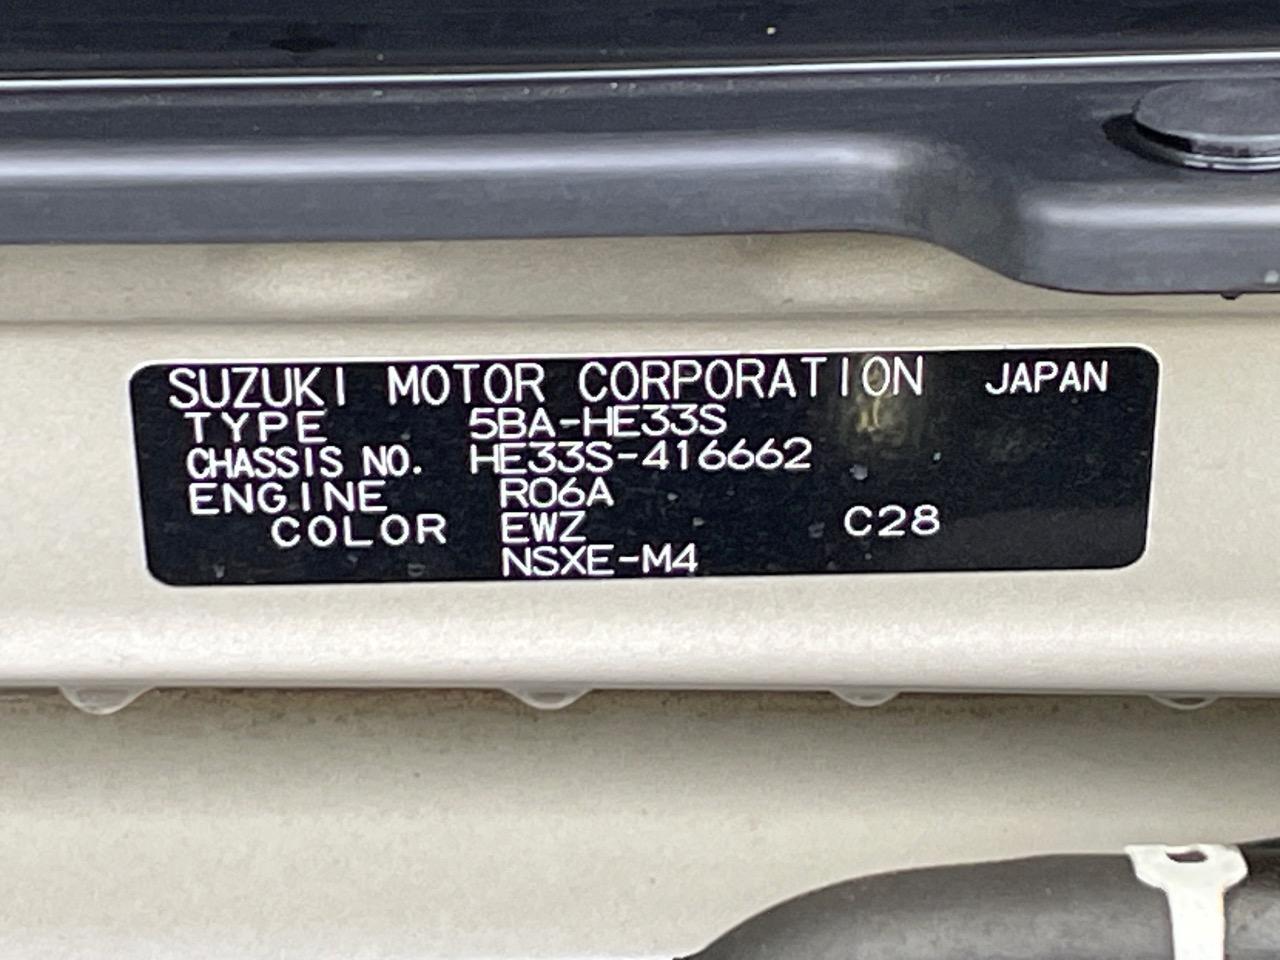 SUZUKI MOTOR CORPORATION JAPAN
TYPE 5BA-HE33S
CHASSIS NO. HE33S-416662
ENGINE R06A
COLOR EWZ C28
NSXE-M4